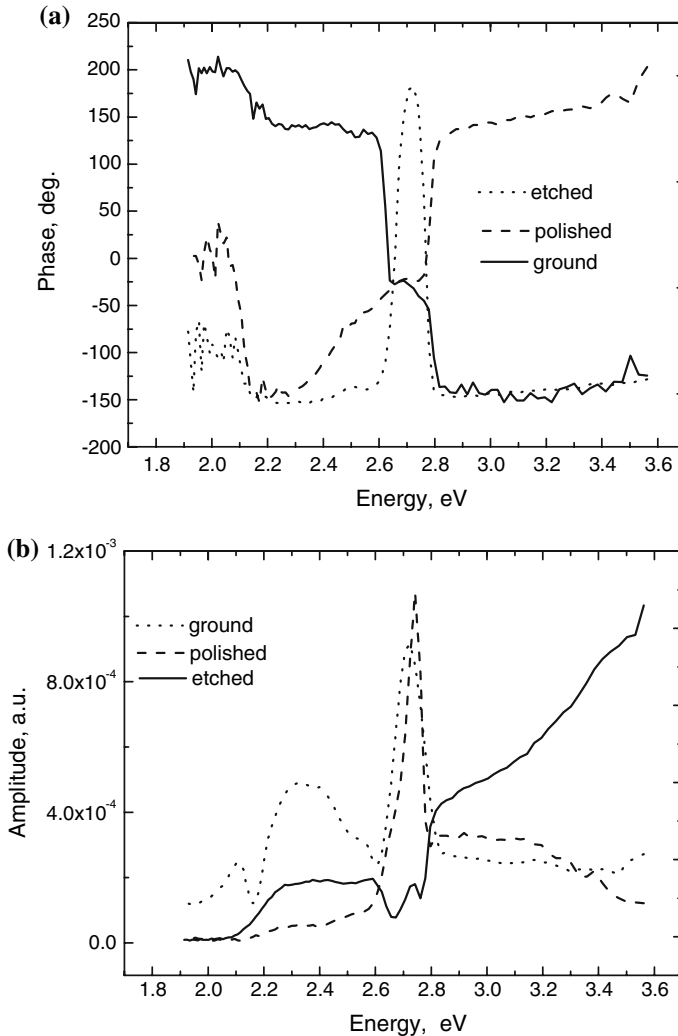 (a)
250
200
150
100
50
0
-50
-100
-150
-200
Phase, deg.
etched
polished
ground
1.8 2.0 2.2 2.4 2.6 2.8 3.0 3.2 3.4 3.6
Energy, eV
(b)
1.2x10⁻³
8.0x10⁻⁴
4.0x10⁻⁴
0.0
Amplitude, a.u.
ground
polished
etched
1.8 2.0 2.2 2.4 2.6 2.8 3.0 3.2 3.4 3.6
Energy, eV